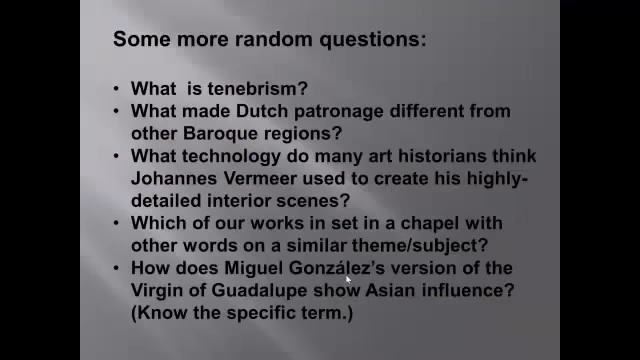 Some more random questions:
• What is tenebrism?
• What made Dutch patronage different from
other Baroque regions?
• What technology do many art historians think
Johannes Vermeer used to create his highly-
detailed interior scenes?
• Which of our works in set in a chapel with
other words on a similar theme/subject?
• How does Miguel González's version of the
Virgin of Guadalupe show Asian influence?
(Know the specific term.)